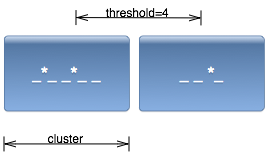 threshold=4
* *
_ _ _ _ _
*
_ _ _
cluster